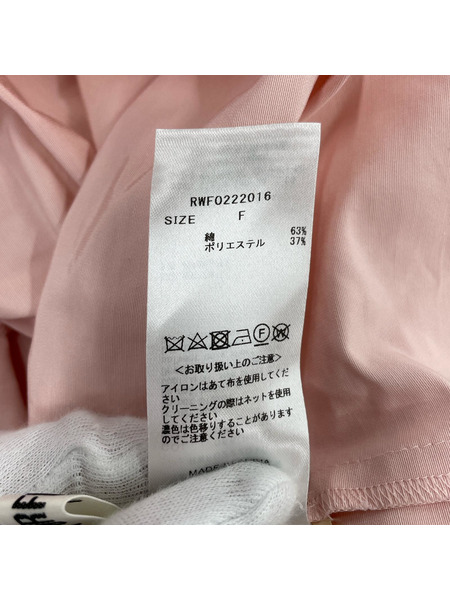 RWF0222016
SIZE F
綿 63%
ポリエステル 37%
F W
<お取り扱い上のご注意>
アイロンはあて布を使用してくだ
さい
クリーニングの際はネットを使用し
てください
濃色は色移りすることがあります
のでご注意ください
MADE